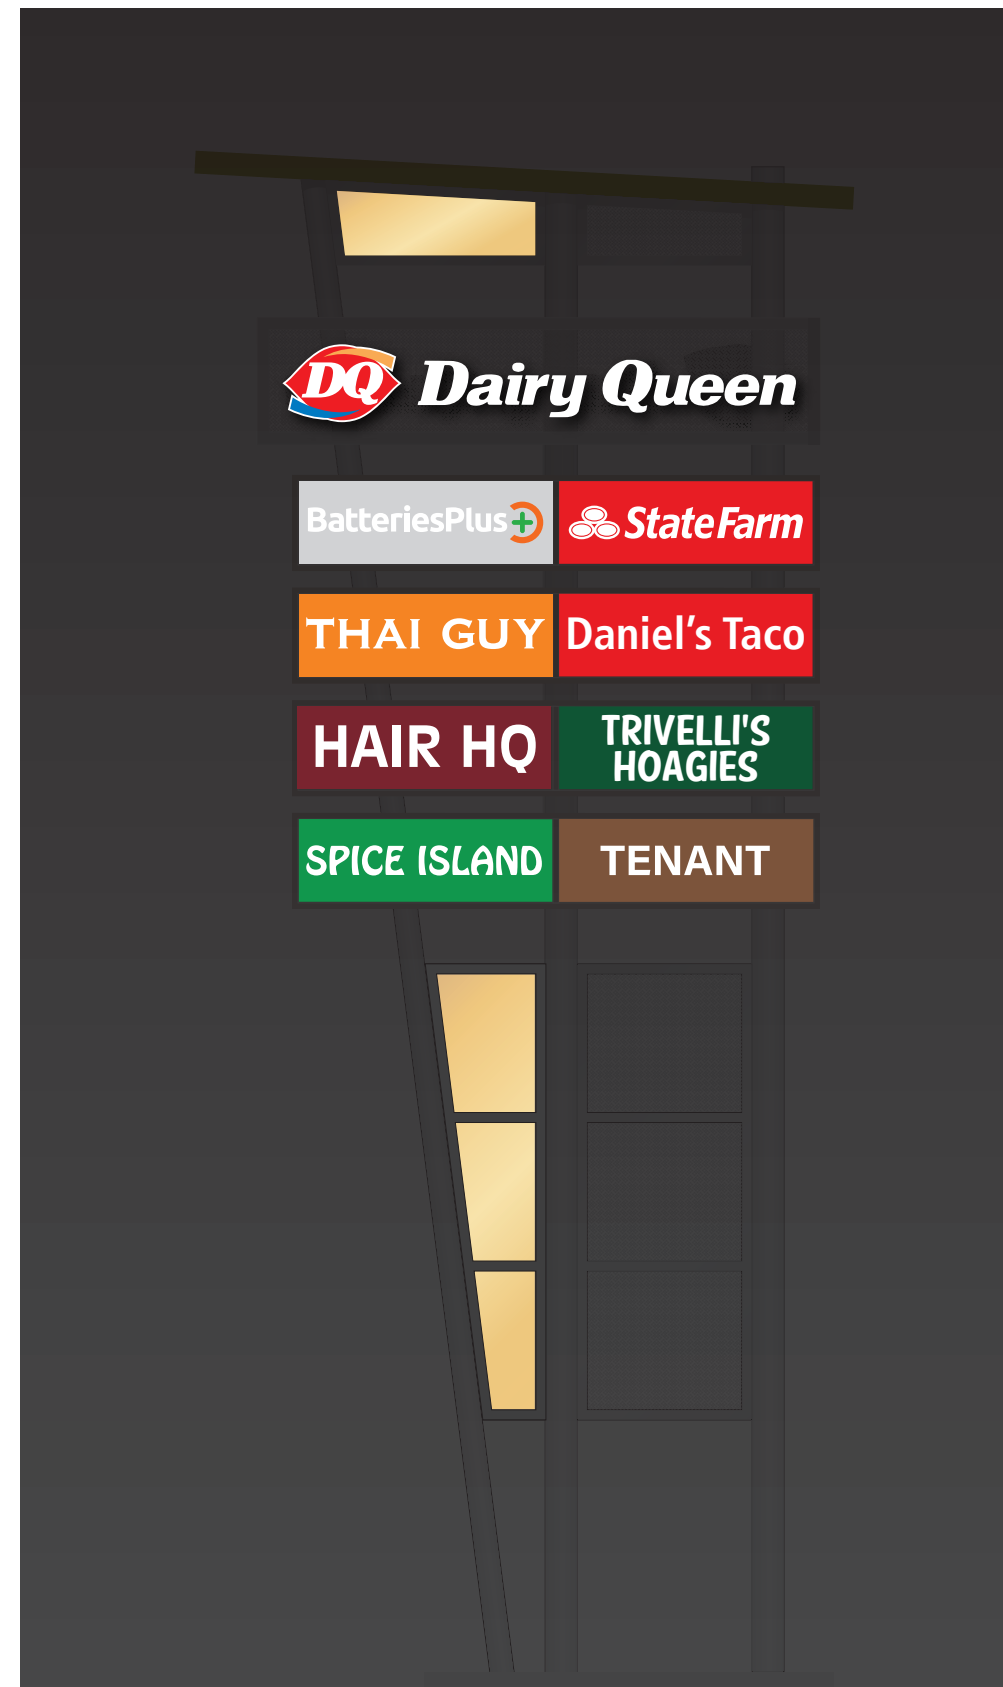 DQ Dairy Queen
BatteriesPlus+
StateFarm
THAI GUY
Daniel's Taco
HAIR HQ
TRIVELLI'S
HOAGIES
SPICE ISLAND
TENANT